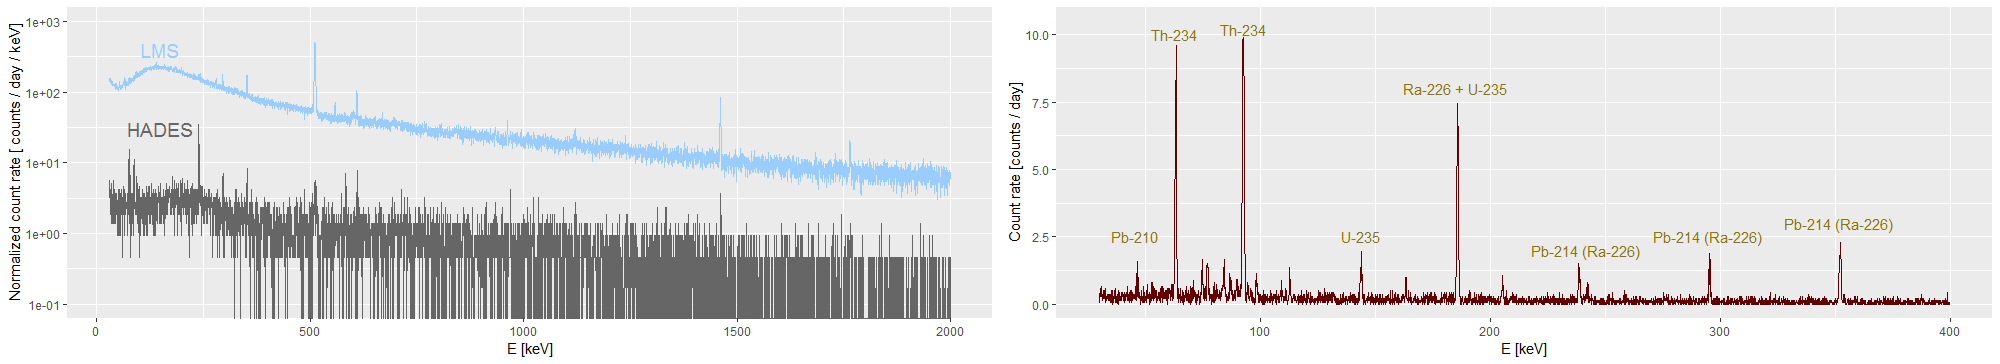 Normalized count rate [ counts / day / keV]
1e+03
1e+02
1e+01
1e+00
1e-01
LMS
HADES
0
500
1000
1500
2000
E [keV]
Count rate [counts / day]
10.0
7.5
5.0
2.5
0.0
Th-234
Th-234
Ra-226 + U-235
Pb-210
U-235
Pb-214 (Ra-226)
Pb-214 (Ra-226)
Pb-214 (Ra-226)
100
200
300
400
E [keV]